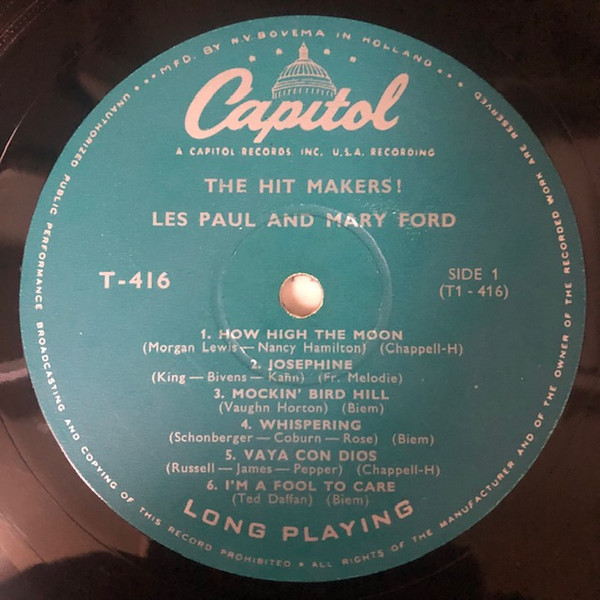 ••• MFD. BY N.V. BOVEMA IN HOLLAND •••
Capitol
A CAPITOL RECORDS, INC. U.S.A. RECORDING
THE HIT MAKERS!
LES PAUL AND MARY FORD
T-416
SIDE 1
(T1 - 416)
1. HOW HIGH THE MOON
(Morgan Lewis — Nancy Hamilton) (Chappell-H)
2. JOSEPHINE
(King — Bivens — Kahn) (Fr. Melodie)
3. MOCKIN' BIRD HILL
(Vaughn Horton) (Biem)
4. WHISPERING
(Schonberger — Coburn — Rose) (Biem)
5. VAYA CON DIOS
(Russell — James — Pepper) (Chappell-H)
6. I'M A FOOL TO CARE
(Ted Daffan) (Biem)
LONG PLAYING
UNAUTHORIZED PUBLIC PERFORMANCE BROADCASTING AND COPYING OF THIS RECORD PROHIBITED • ALL RIGHTS OF THE MANUFACTURER AND OF THE OWNER OF THE RECORDED WORK ARE RESERVED